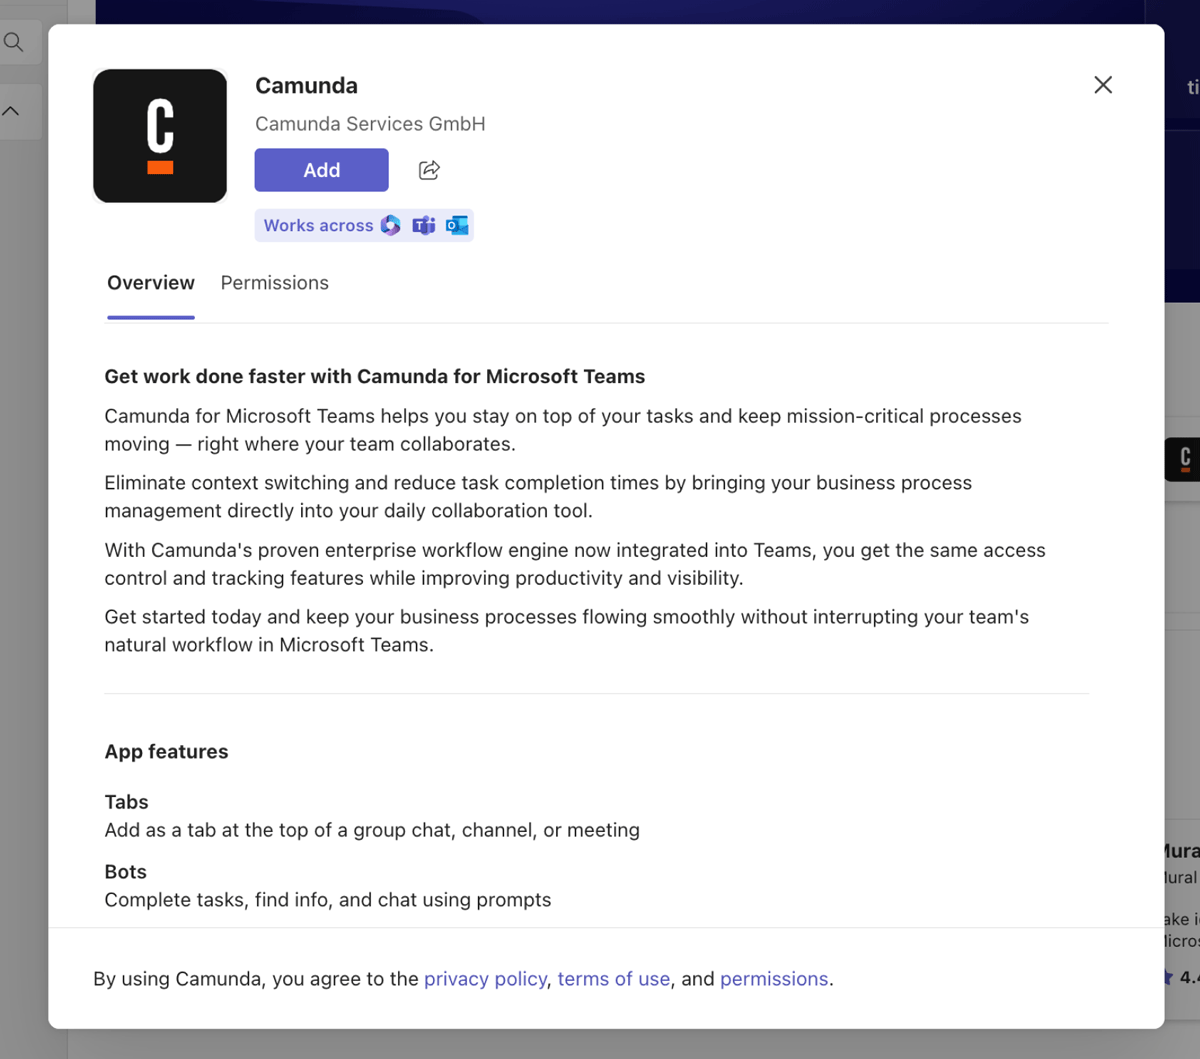 Camunda
Camunda Services GmbH
Add
Works across
Overview Permissions
Get work done faster with Camunda for Microsoft Teams
Camunda for Microsoft Teams helps you stay on top of your tasks and keep mission-critical processes
moving — right where your team collaborates.
Eliminate context switching and reduce task completion times by bringing your business process
management directly into your daily collaboration tool.
With Camunda's proven enterprise workflow engine now integrated into Teams, you get the same access
control and tracking features while improving productivity and visibility.
Get started today and keep your business processes flowing smoothly without interrupting your team's
natural workflow in Microsoft Teams.
App features
Tabs
Add as a tab at the top of a group chat, channel, or meeting
Bots
Complete tasks, find info, and chat using prompts
By using Camunda, you agree to the privacy policy, terms of use, and permissions.